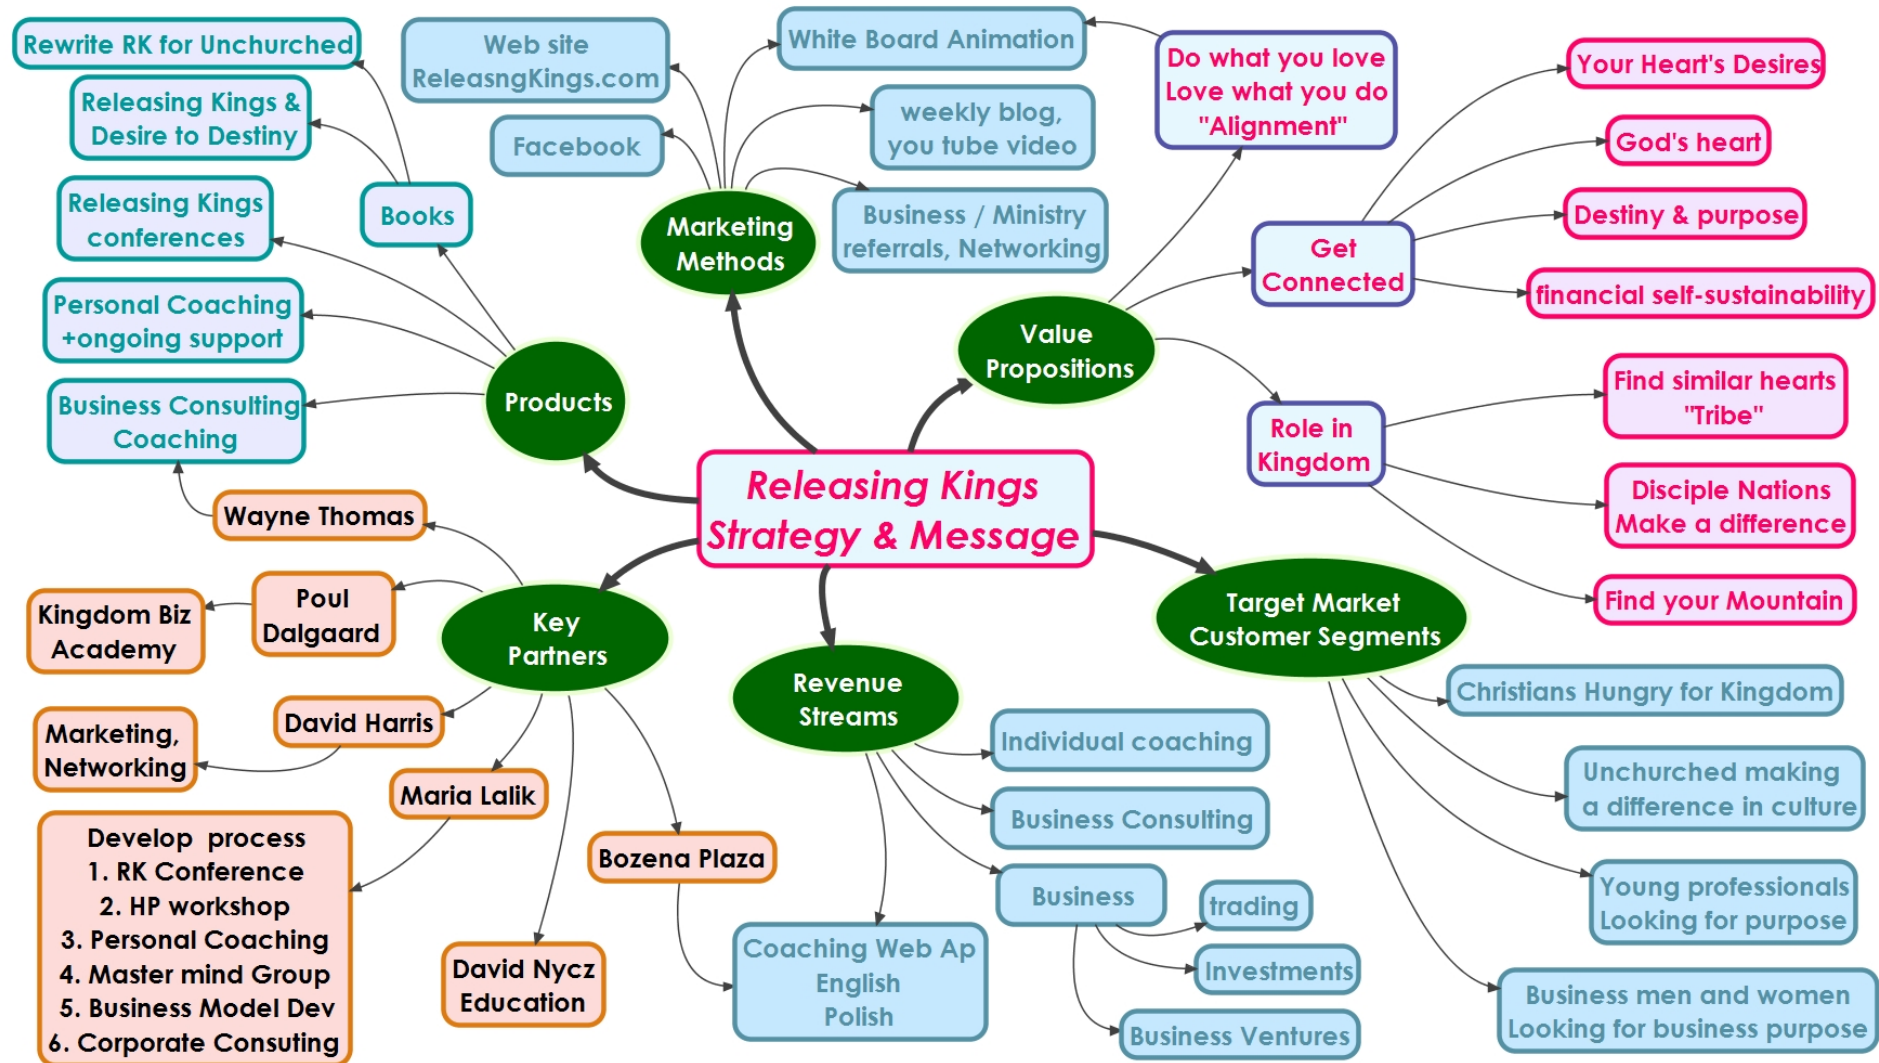 Releasing Kings
Strategy & Message
Marketing
Methods
Web site
ReleasngKings.com
Facebook
White Board Animation
weekly blog,
you tube video
Business / Ministry
referrals, Networking
Value
Propositions
Do what you love
Love what you do
"Alignment"
Get
Connected
Your Heart's Desires
God's heart
Destiny & purpose
financial self-sustainability
Role in
Kingdom
Find similar hearts
"Tribe"
Disciple Nations
Make a difference
Find your Mountain
Target Market
Customer Segments
Christians Hungry for Kingdom
Unchurched making
a difference in culture
Young professionals
Looking for purpose
Business men and women
Looking for business purpose
Revenue
Streams
Individual coaching
Business Consulting
Business
trading
Investments
Business Ventures
Coaching Web Ap
English
Polish
Key
Partners
Wayne Thomas
Poul
Dalgaard
Kingdom Biz
Academy
David Harris
Marketing,
Networking
Maria Lalik
Develop process
1. RK Conference
2. HP workshop
3. Personal Coaching
4. Master mind Group
5. Business Model Dev
6. Corporate Consuting
David Nycz
Education
Bozena Plaza
Products
Books
Rewrite RK for Unchurched
Releasing Kings &
Desire to Destiny
Releasing Kings
conferences
Personal Coaching
+ongoing support
Business Consulting
Coaching